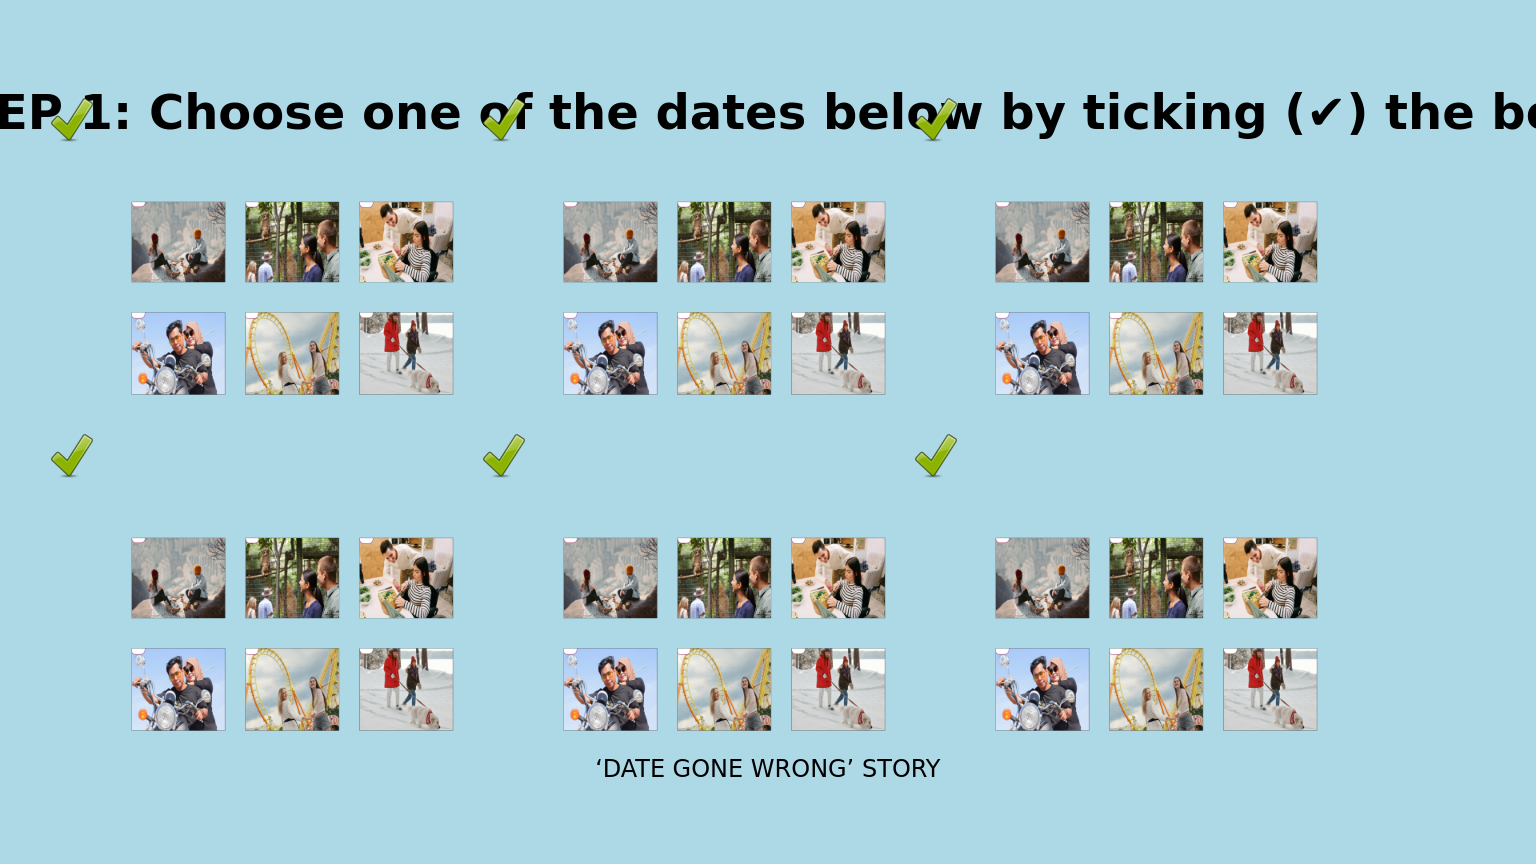 EP 1: Choose one of the dates below by ticking (✔) the bo
‘DATE GONE WRONG’ STORY